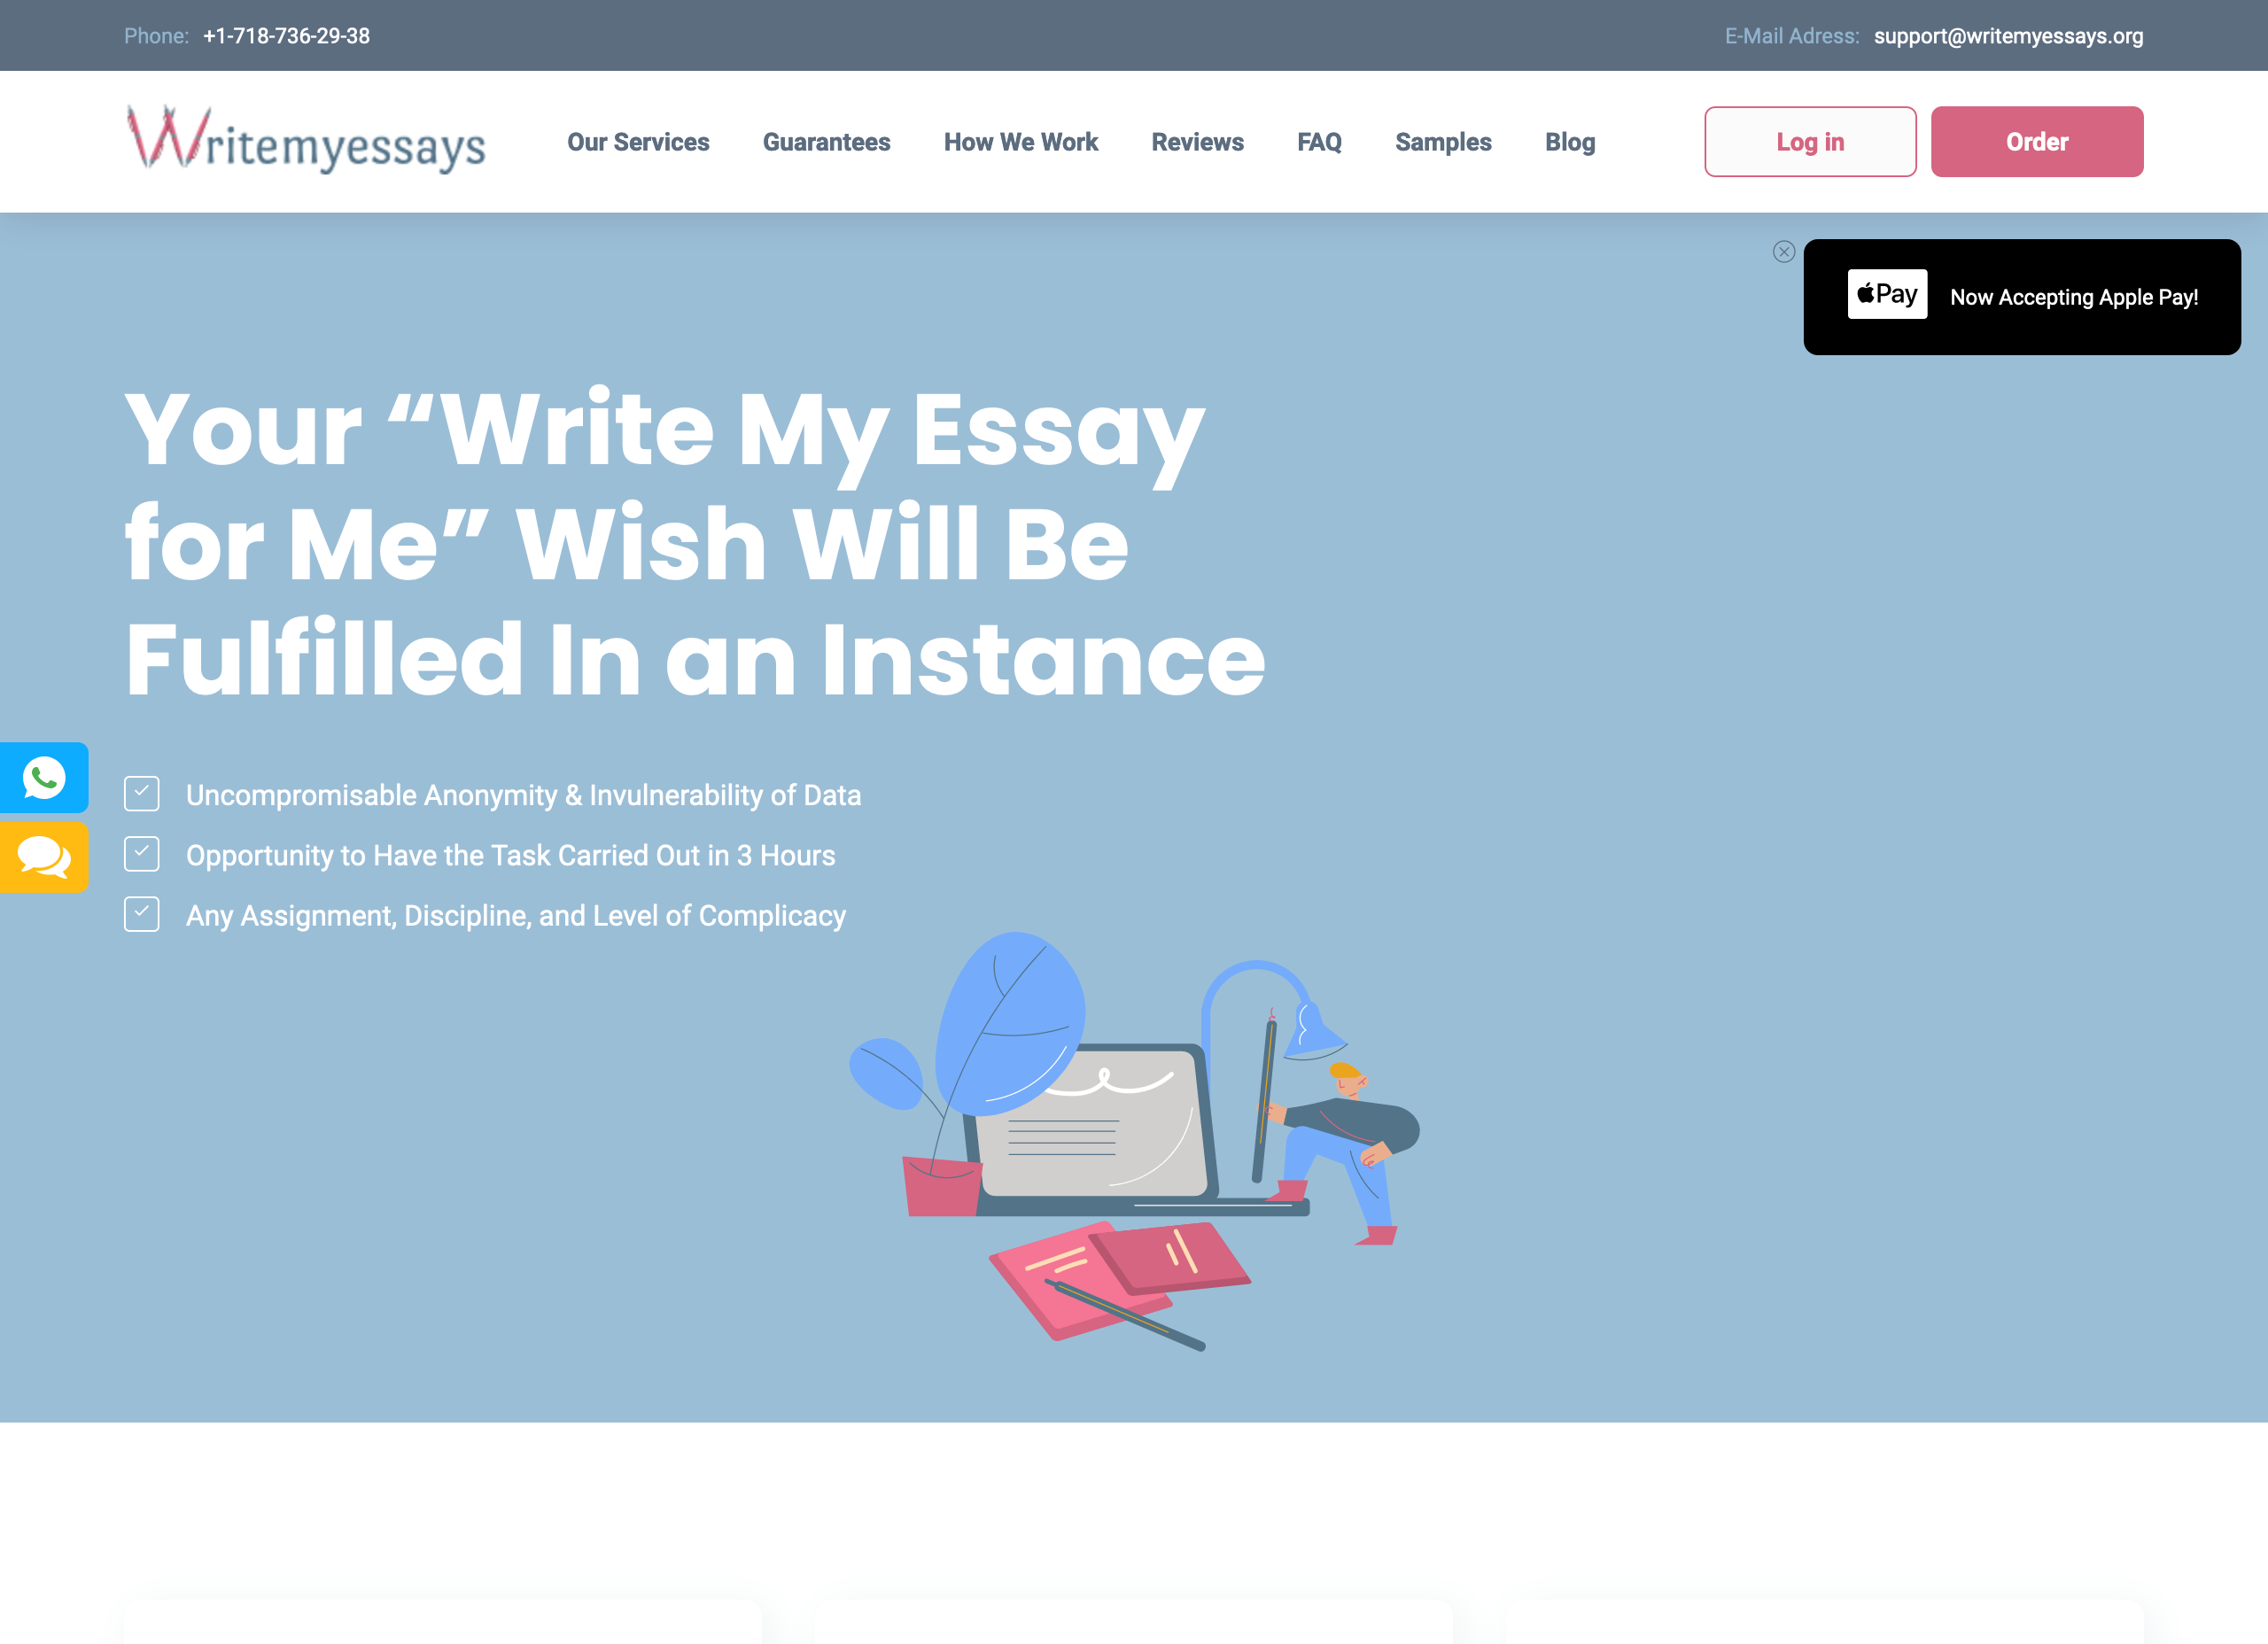 Phone: +1-718-736-29-38
E-Mail Adress: support@writemyessays.org
Writemyessays
Our Services
Guarantees
How We Work
Reviews
FAQ
Samples
Blog
Log in
Order
Pay
Now Accepting Apple Pay!
Your “Write My Essay
for Me” Wish Will Be
Fulfilled In an Instance
Uncompromisable Anonymity & Invulnerability of Data
Opportunity to Have the Task Carried Out in 3 Hours
Any Assignment, Discipline, and Level of Complicacy